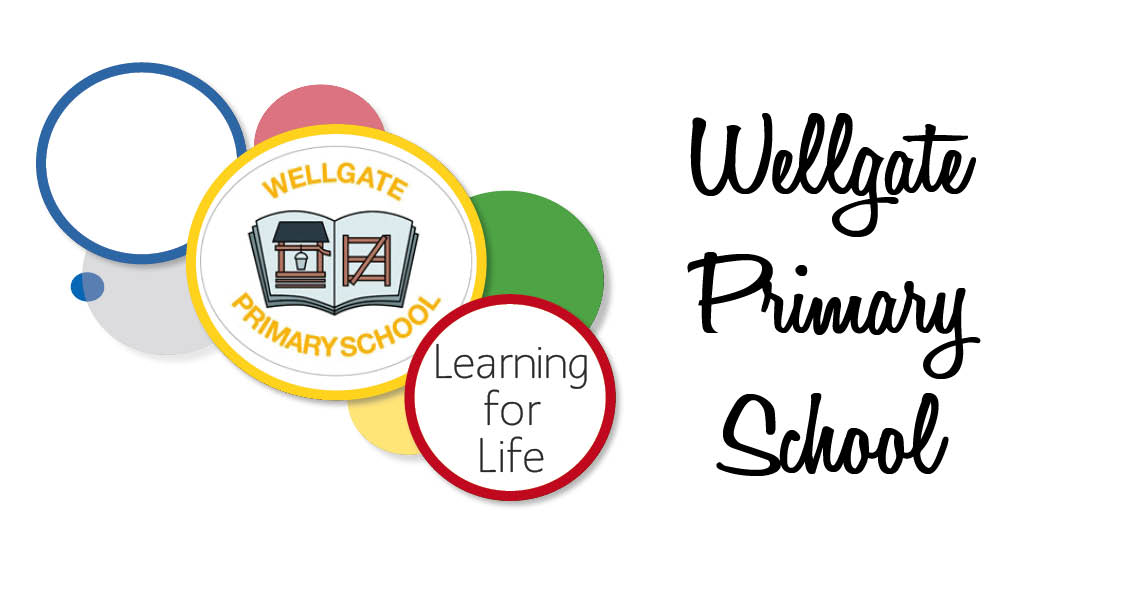 WELLGATE
PRIMARY SCHOOL
Learning
for
Life
Wellgate
Primary
School